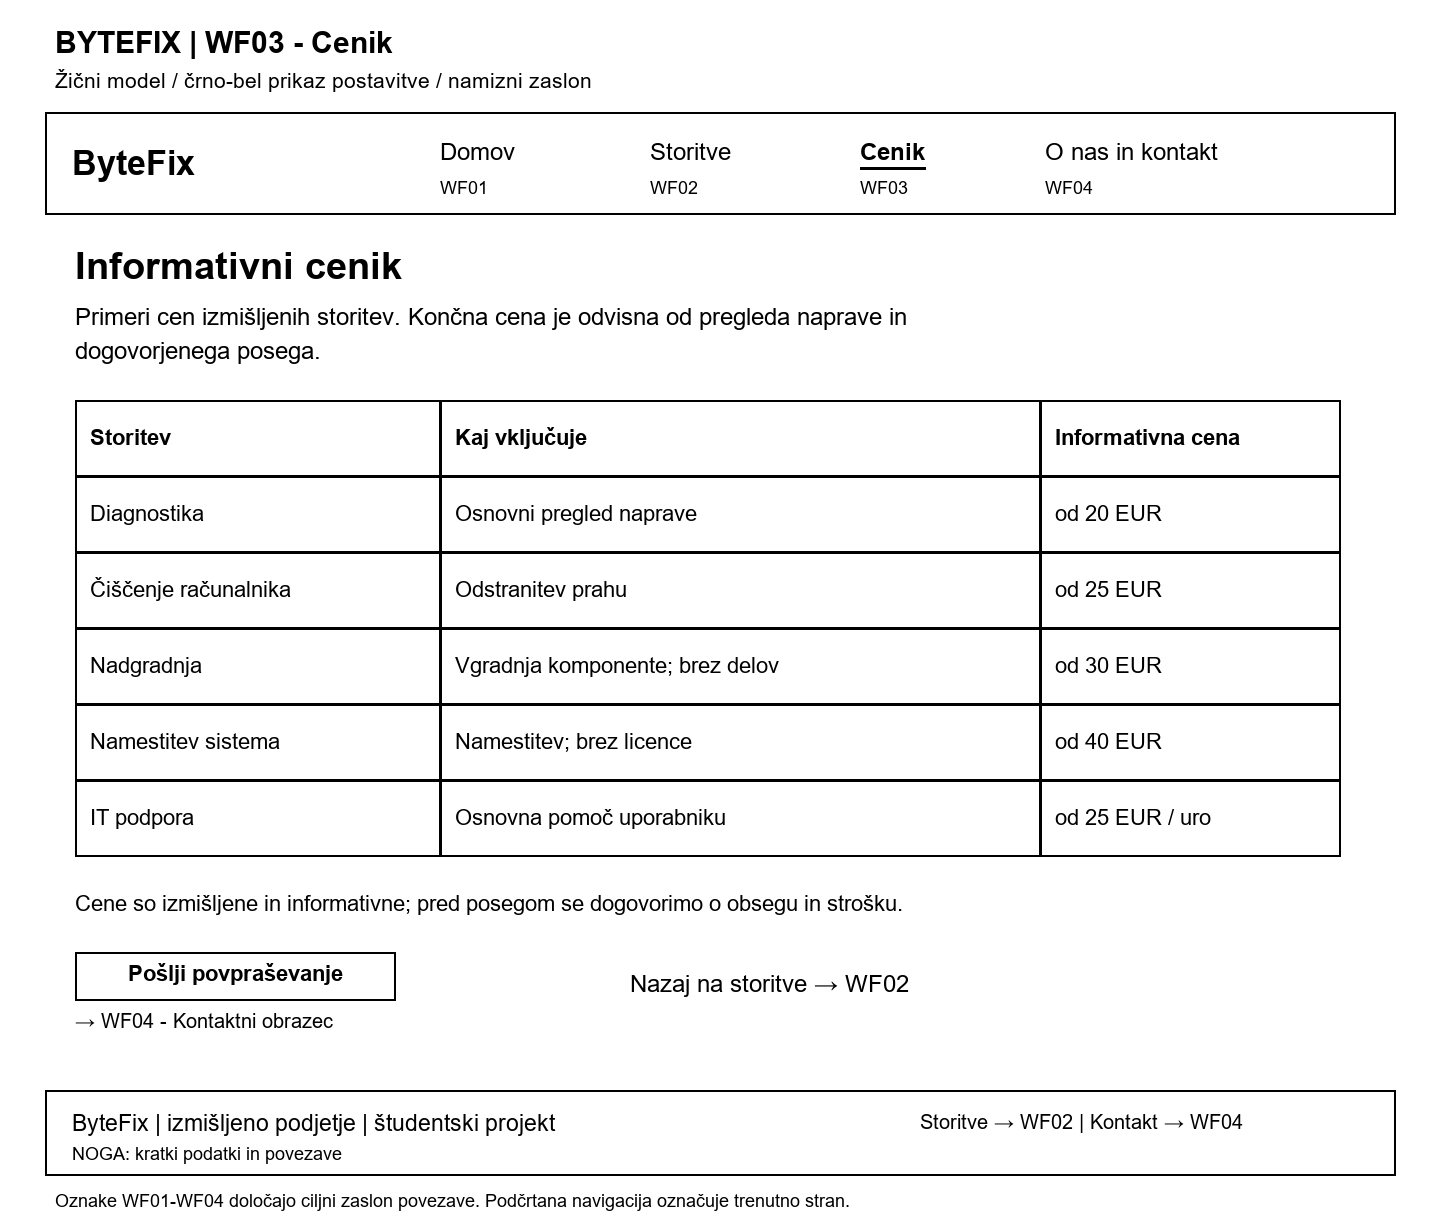 BYTEFIX | WF03 - Cenik
Žični model / črno-bel prikaz postavitve / namizni zaslon
ByteFix
Domov
WF01
Storitve
WF02
Cenik
WF03
O nas in kontakt
WF04
Informativni cenik
Primeri cen izmišljenih storitev. Končna cena je odvisna od pregleda naprave in
dogovorjenega posega.
Storitev
Kaj vključuje
Informativna cena
Diagnostika
Osnovni pregled naprave
od 20 EUR
Čiščenje računalnika
Odstranitev prahu
od 25 EUR
Nadgradnja
Vgradnja komponente; brez delov
od 30 EUR
Namestitev sistema
Namestitev; brez licence
od 40 EUR
IT podpora
Osnovna pomoč uporabniku
od 25 EUR / uro
Cene so izmišljene in informativne; pred posegom se dogovorimo o obsegu in strošku.
Pošlji povpraševanje
→ WF04 - Kontaktni obrazec
Nazaj na storitve → WF02
ByteFix | izmišljeno podjetje | študentski projekt
NOGA: kratki podatki in povezave
Storitve → WF02 | Kontakt → WF04
Oznake WF01-WF04 določajo ciljni zaslon povezave. Podčrtana navigacija označuje trenutno stran.